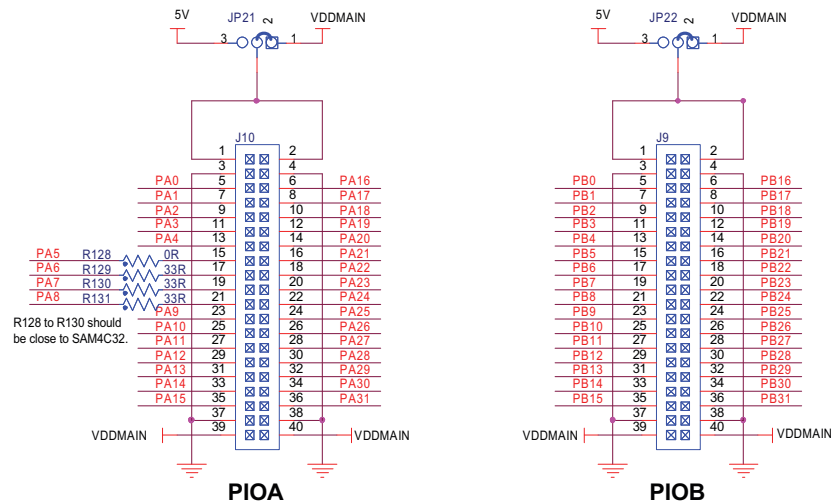 5V JP21 VDDMAIN
3 2 1
J10
1 2
3 4
PA0 5 6 PA16
PA1 7 8 PA17
PA2 9 10 PA18
PA3 11 12 PA19
PA4 13 14 PA20
PA5 R128 0R 15 16 PA21
PA6 R129 33R 17 18 PA22
PA7 R130 33R 19 20 PA23
PA8 R131 33R 21 22 PA24
PA9 23 24 PA25
PA10 25 26 PA26
PA11 27 28 PA27
PA12 29 30 PA28
PA13 31 32 PA29
PA14 33 34 PA30
PA15 35 36 PA31
37 38
VDDMAIN 39 40 VDDMAIN
R128 to R130 should
be close to SAM4C32.
PIOA
5V JP22 VDDMAIN
3 2 1
J9
1 2
3 4
PB0 5 6 PB16
PB1 7 8 PB17
PB2 9 10 PB18
PB3 11 12 PB19
PB4 13 14 PB20
PB5 15 16 PB21
PB6 17 18 PB22
PB7 19 20 PB23
PB8 21 22 PB24
PB9 23 24 PB25
PB10 25 26 PB26
PB11 27 28 PB27
PB12 29 30 PB28
PB13 31 32 PB29
PB14 33 34 PB30
PB15 35 36 PB31
37 38
VDDMAIN 39 40 VDDMAIN
PIOB